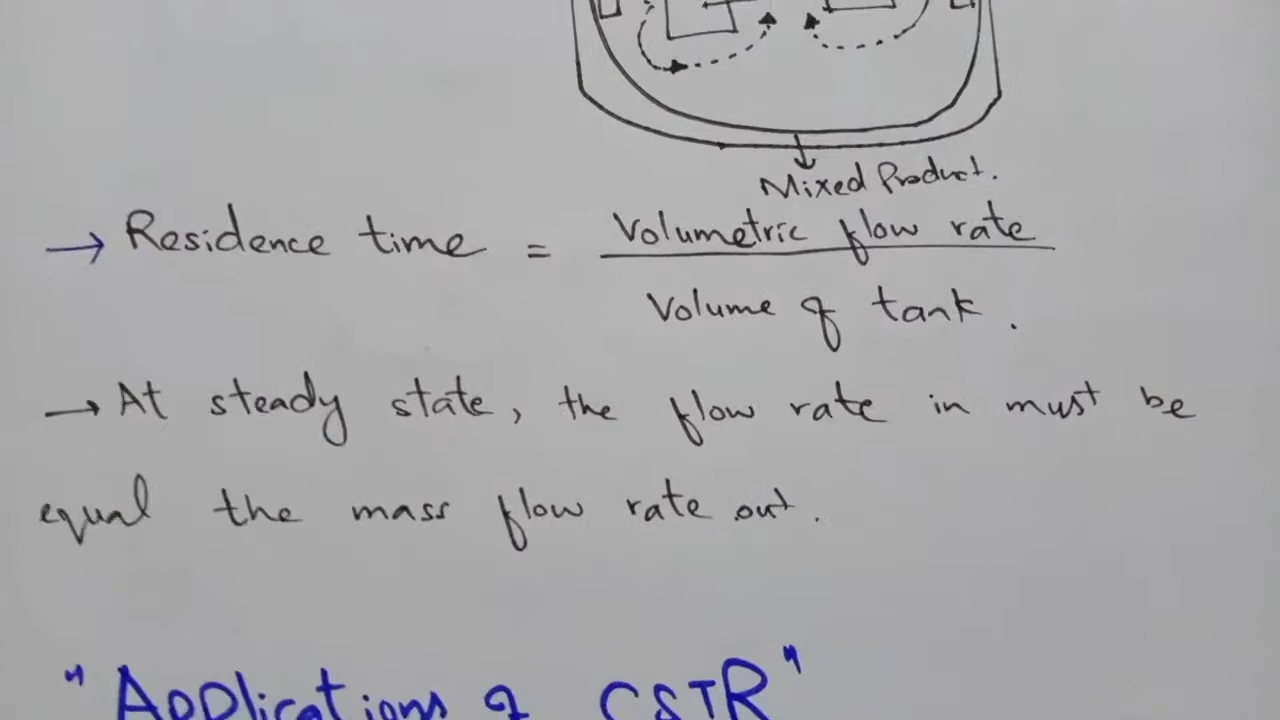 Mixed Product.
→ Residence time = Volumetric flow rate
Volume of tank.
→ At steady state, the flow rate in must be
equal the mass flow rate out.
"Applications of CSTR"